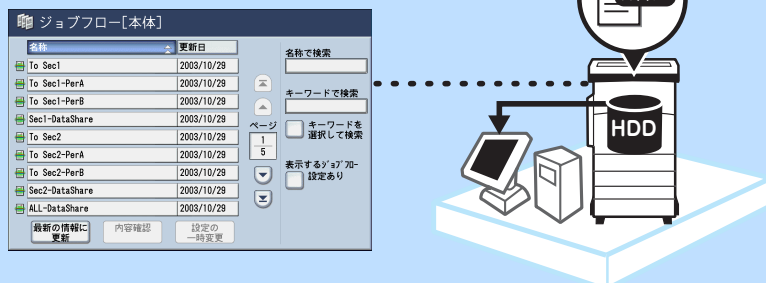 ジョブフロー[本体]
名称 更新日
To Sec1 2003/10/29
To Sec1-PerA 2003/10/29
To Sec1-PerB 2003/10/29
Sec1-DataShare 2003/10/29
To Sec2 2003/10/29
To Sec2-PerA 2003/10/29
To Sec2-PerB 2003/10/29
Sec2-DataShare 2003/10/29
ALL-DataShare 2003/10/29
最新の情報に
更新
内容確認
設定の
一時変更
ページ
1
5
名称で検索
キーワードで検索
キーワードを
選択して検索
表示するジョブフロー
設定あり
HDD